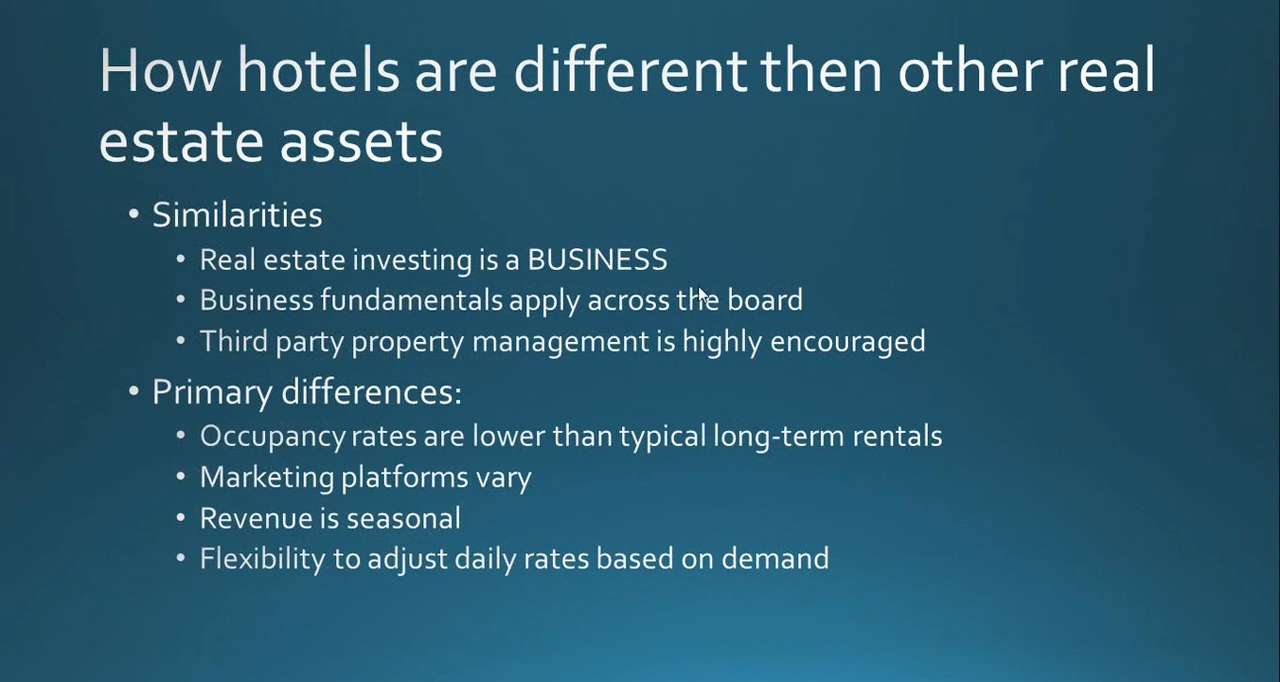 How hotels are different then other real
estate assets
• Similarities
• Real estate investing is a BUSINESS
• Business fundamentals apply across the board
• Third party property management is highly encouraged
• Primary differences:
• Occupancy rates are lower than typical long-term rentals
• Marketing platforms vary
• Revenue is seasonal
• Flexibility to adjust daily rates based on demand